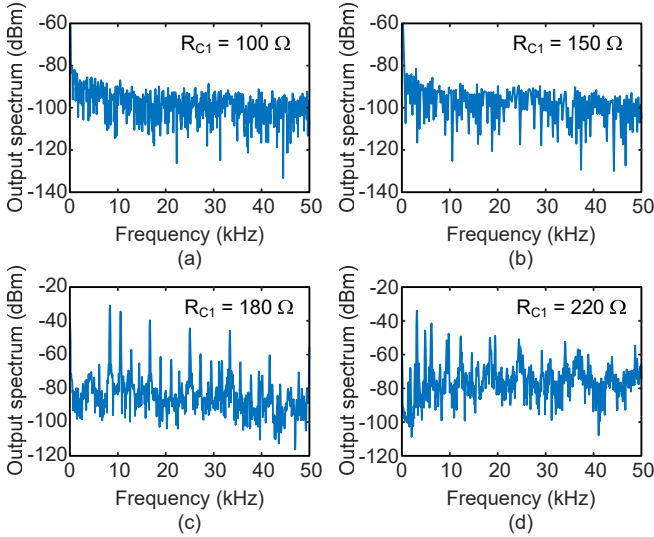 Output spectrum (dBm)
-60
-80
-100
-120
-140
R_C1 = 100 Ω
0 10 20 30 40 50
Frequency (kHz)
(a)
Output spectrum (dBm)
-60
-80
-100
-120
-140
R_C1 = 150 Ω
0 10 20 30 40 50
Frequency (kHz)
(b)
Output spectrum (dBm)
-20
-40
-60
-80
-100
-120
R_C1 = 180 Ω
0 10 20 30 40 50
Frequency (kHz)
(c)
Output spectrum (dBm)
-20
-40
-60
-80
-100
-120
R_C1 = 220 Ω
0 10 20 30 40 50
Frequency (kHz)
(d)